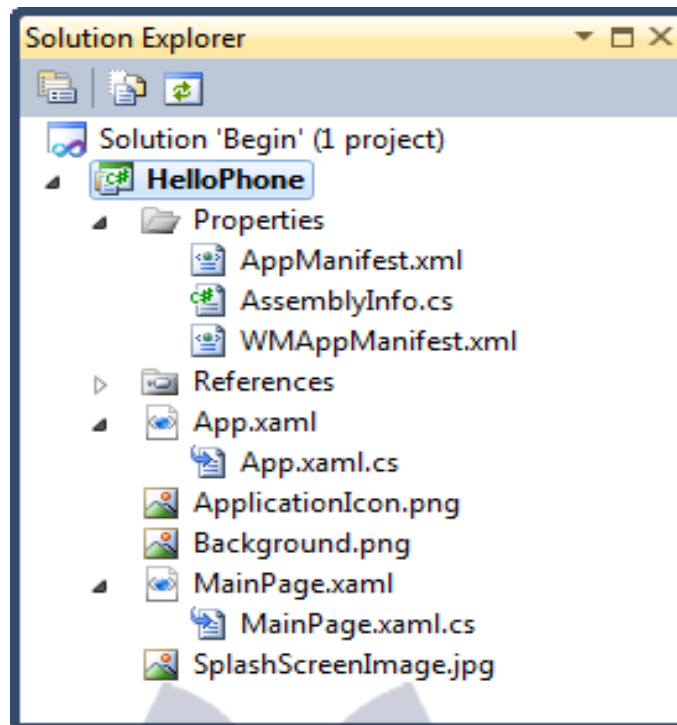 Solution Explorer
Solution 'Begin' (1 project)
HelloPhone
Properties
AppManifest.xml
AssemblyInfo.cs
WMAppManifest.xml
References
App.xaml
App.xaml.cs
ApplicationIcon.png
Background.png
MainPage.xaml
MainPage.xaml.cs
SplashScreenImage.jpg